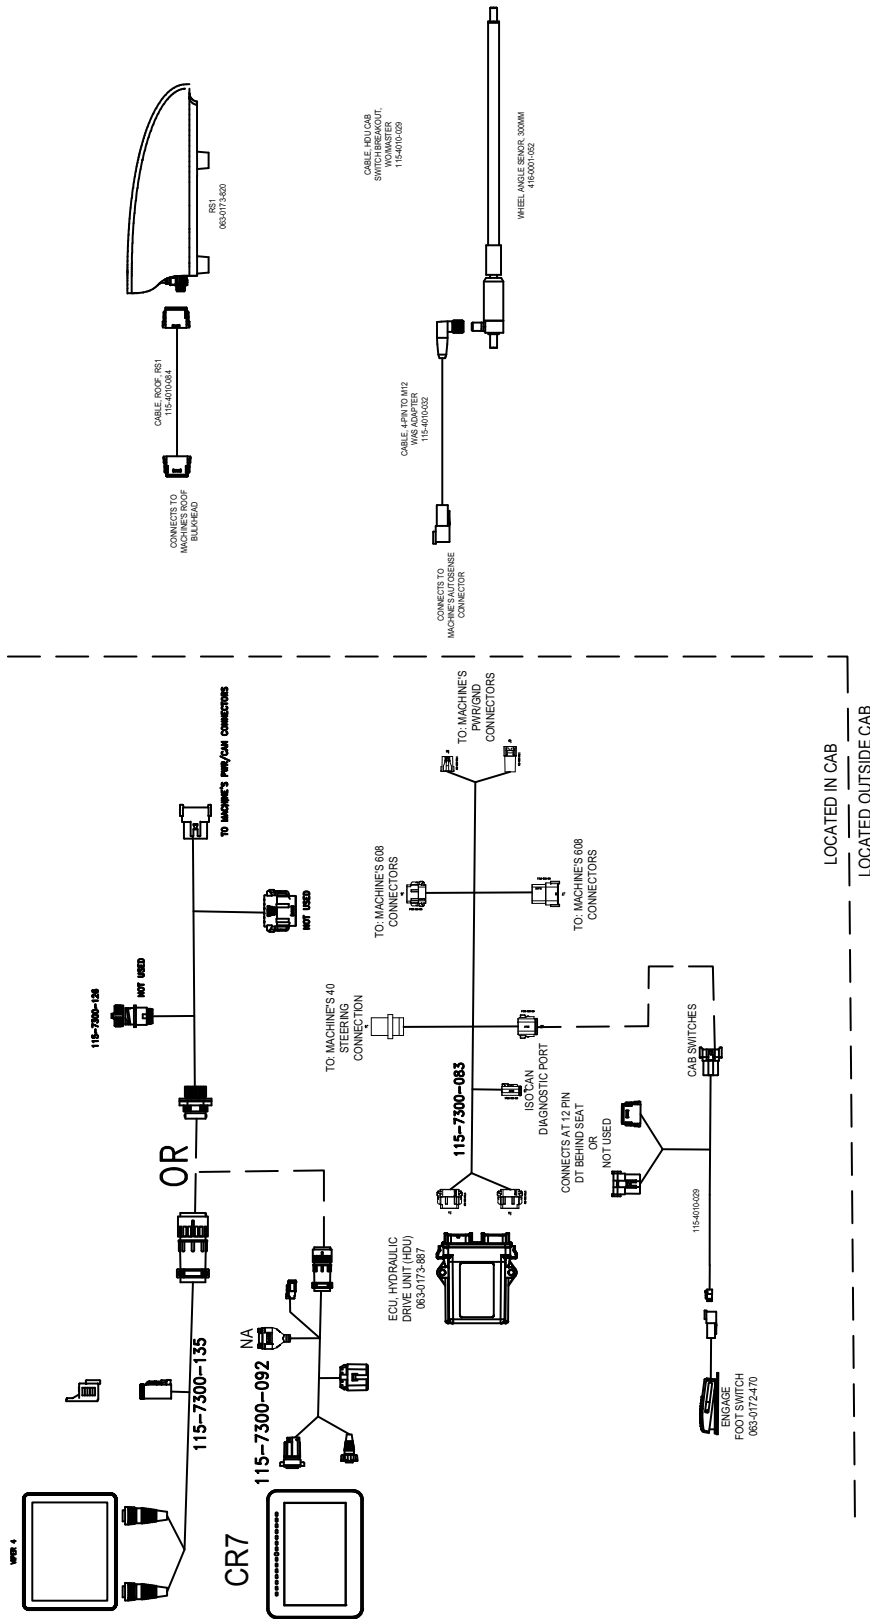 RS1
063-0173-820
CABLE, ROOF, RS1
115-4010-084
CONNECTS TO
MACHINE'S ROOF
BULKHEAD
CABLE, HDU CAB
SWITCH BREAKOUT,
WO/MASTER
115-4010-029
WHEEL ANGLE SENOR, 300MM
416-0001-052
CABLE, 4-PIN TO M12
WAS ADAPTER
115-4010-032
CONNECTS TO
MACHINE'S AUTOSENSE
CONNECTOR
TO MACHINE'S PWR/CAN CONNECTORS
NOT USED
115-7300-126
NOT USED
OR
115-7300-135
VIPER 4
NA
115-7300-092
CR7
TO: MACHINE'S
PWR/GND
CONNECTORS
TO: MACHINE'S 608
CONNECTORS
TO: MACHINE'S 608
CONNECTORS
TO: MACHINE'S 40
STEERING
CONNECTION
115-7300-083
ISO CAN
DIAGNOSTIC PORT
ECU, HYDRAULIC
DRIVE UNIT (HDU)
063-0173-887
CONNECTS AT 12 PIN
DT BEHIND SEAT
OR
NOT USED
CAB SWITCHES
115-4010-029
ENGAGE
FOOT SWITCH
063-0172-470
LOCATED IN CAB
LOCATED OUTSIDE CAB